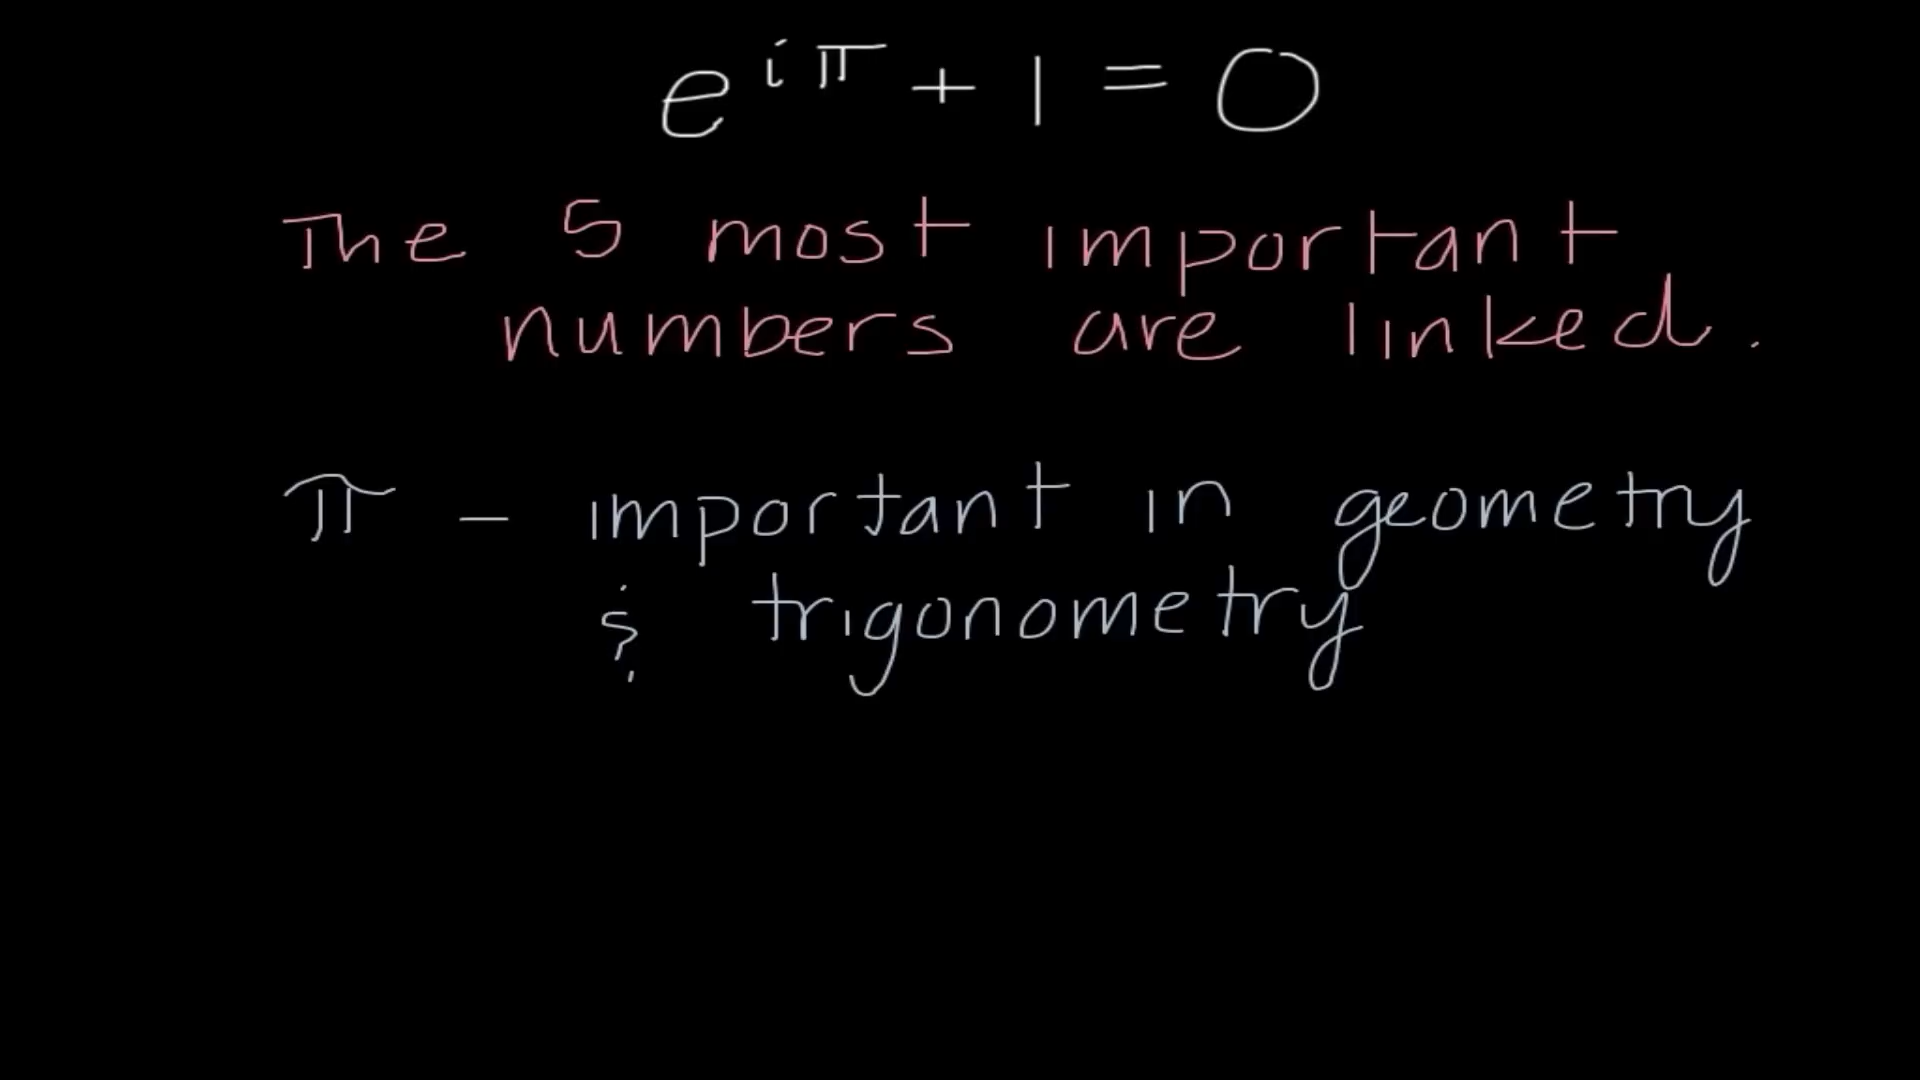 e^{iπ} + 1 = 0
The 5 most important
numbers are linked.
π - important in geometry
& trigonometry